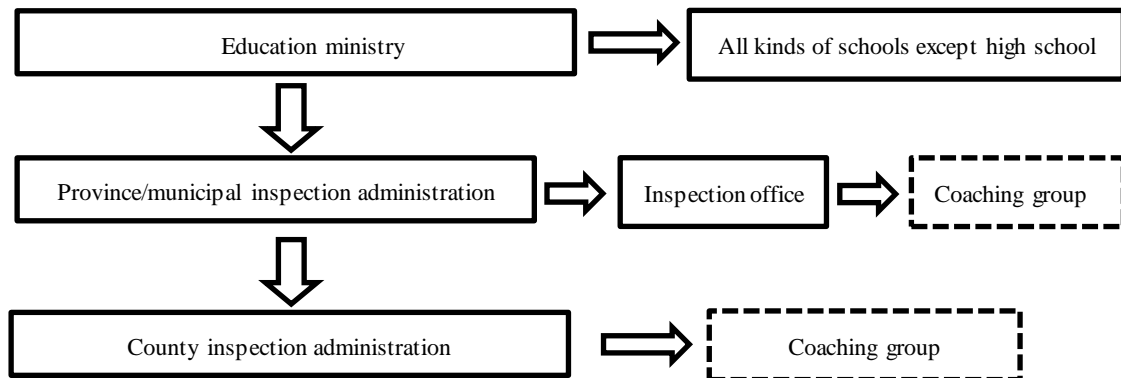 Education ministry
All kinds of schools except high school
Province/municipal inspection administration
Inspection office
Coaching group
County inspection administration
Coaching group